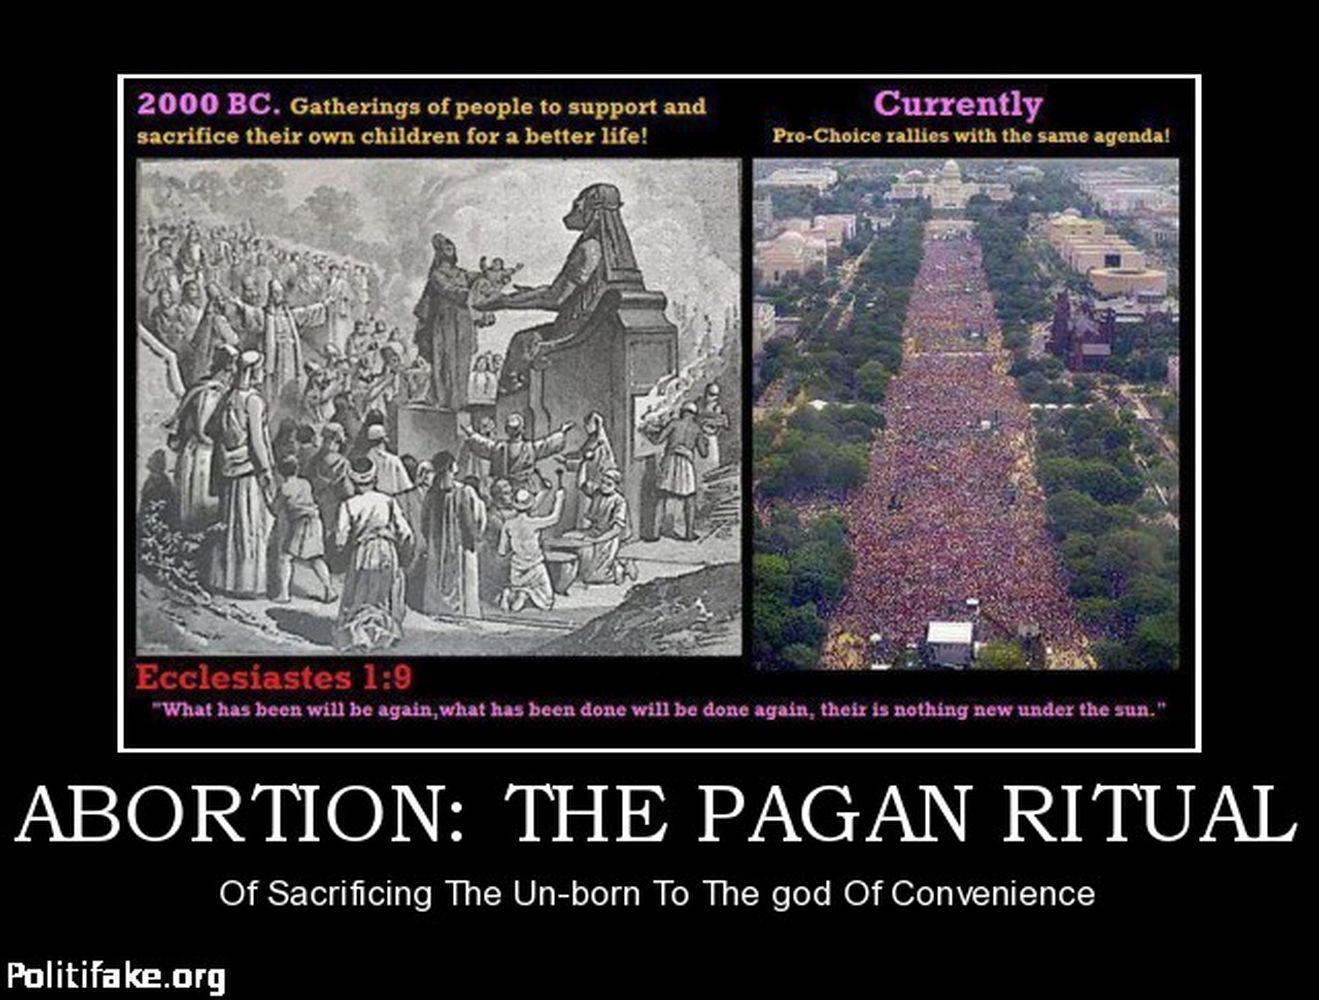 2000 BC. Gatherings of people to support and
sacrifice their own children for a better life!
Currently
Pro-Choice rallies with the same agenda!
Ecclesiastes 1:9
"What has been will be again,what has been done will be done again, their is nothing new under the sun."
ABORTION: THE PAGAN RITUAL
Of Sacrificing The Un-born To The god Of Convenience
Politifake.org